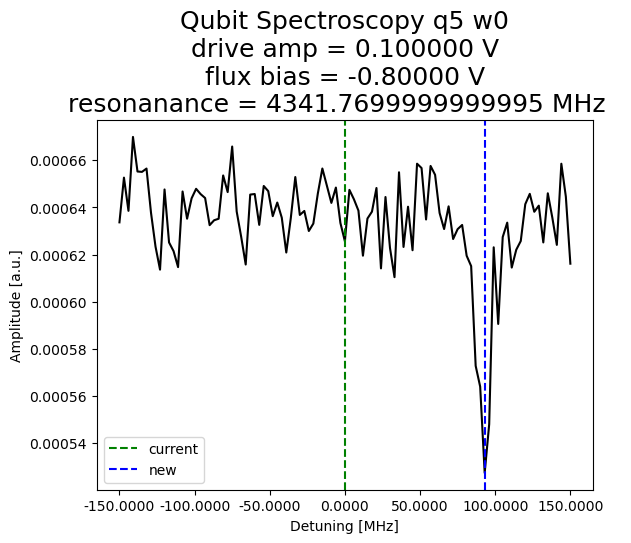 Qubit Spectroscopy q5 w0
drive amp = 0.100000 V
flux bias = -0.80000 V
resonanance = 4341.7699999999995 MHz
0.00066
0.00064
0.00062
0.00060
0.00058
0.00056
0.00054
Amplitude [a.u.]
current
new
-150.0000 -100.0000 -50.0000 0.0000 50.0000 100.0000 150.0000
Detuning [MHz]